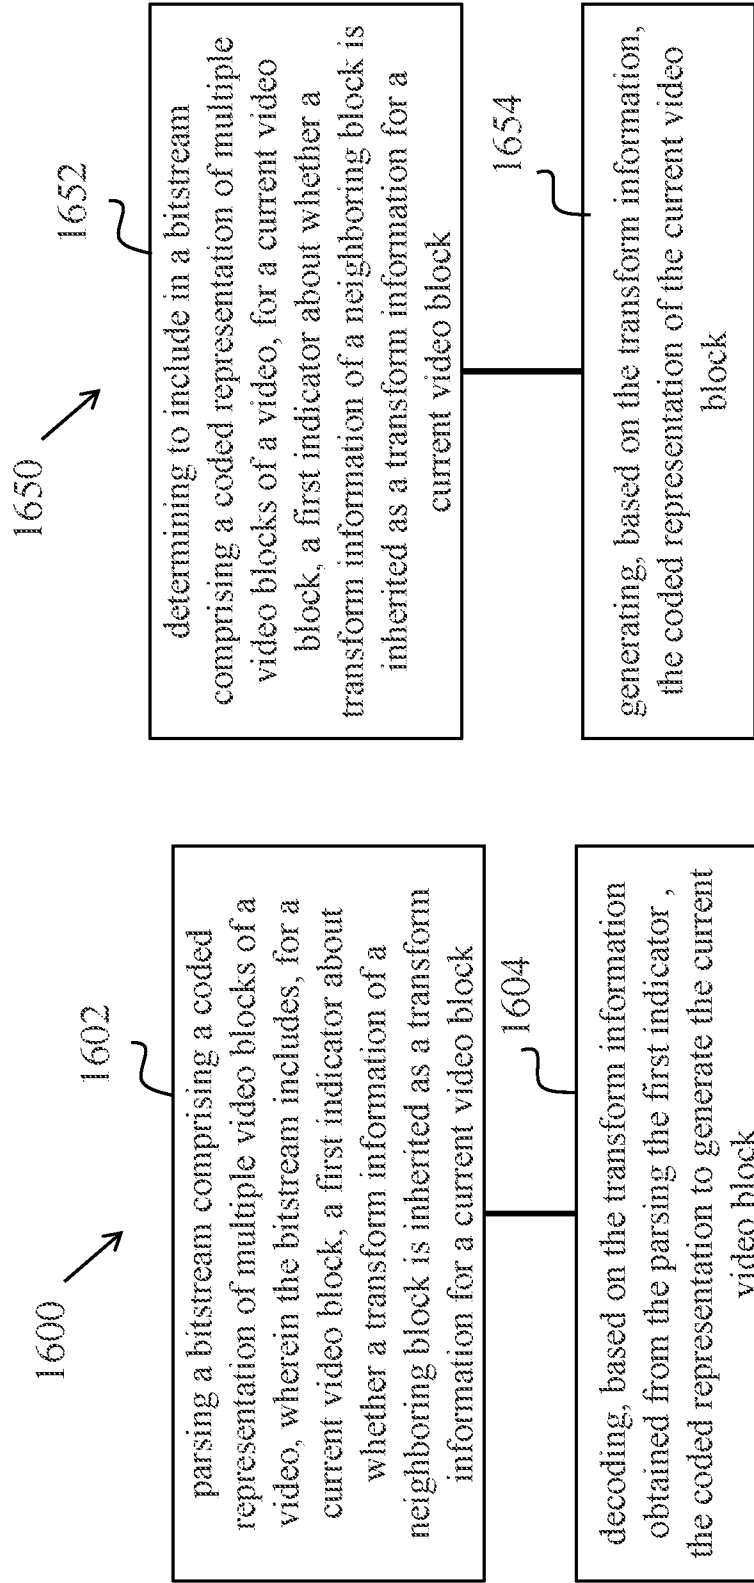 1600
1602
parsing a bitstream comprising a coded
representation of multiple video blocks of a
video, wherein the bitstream includes, for a
current video block, a first indicator about
whether a transform information of a
neighboring block is inherited as a transform
information for a current video block
1604
decoding, based on the transform information
obtained from the parsing the first indicator ,
the coded representation to generate the current
video block
1650
1652
determining to include in a bitstream
comprising a coded representation of multiple
video blocks of a video, for a current video
block, a first indicator about whether a
transform information of a neighboring block is
inherited as a transform information for a
current video block
1654
generating, based on the transform information,
the coded representation of the current video
block